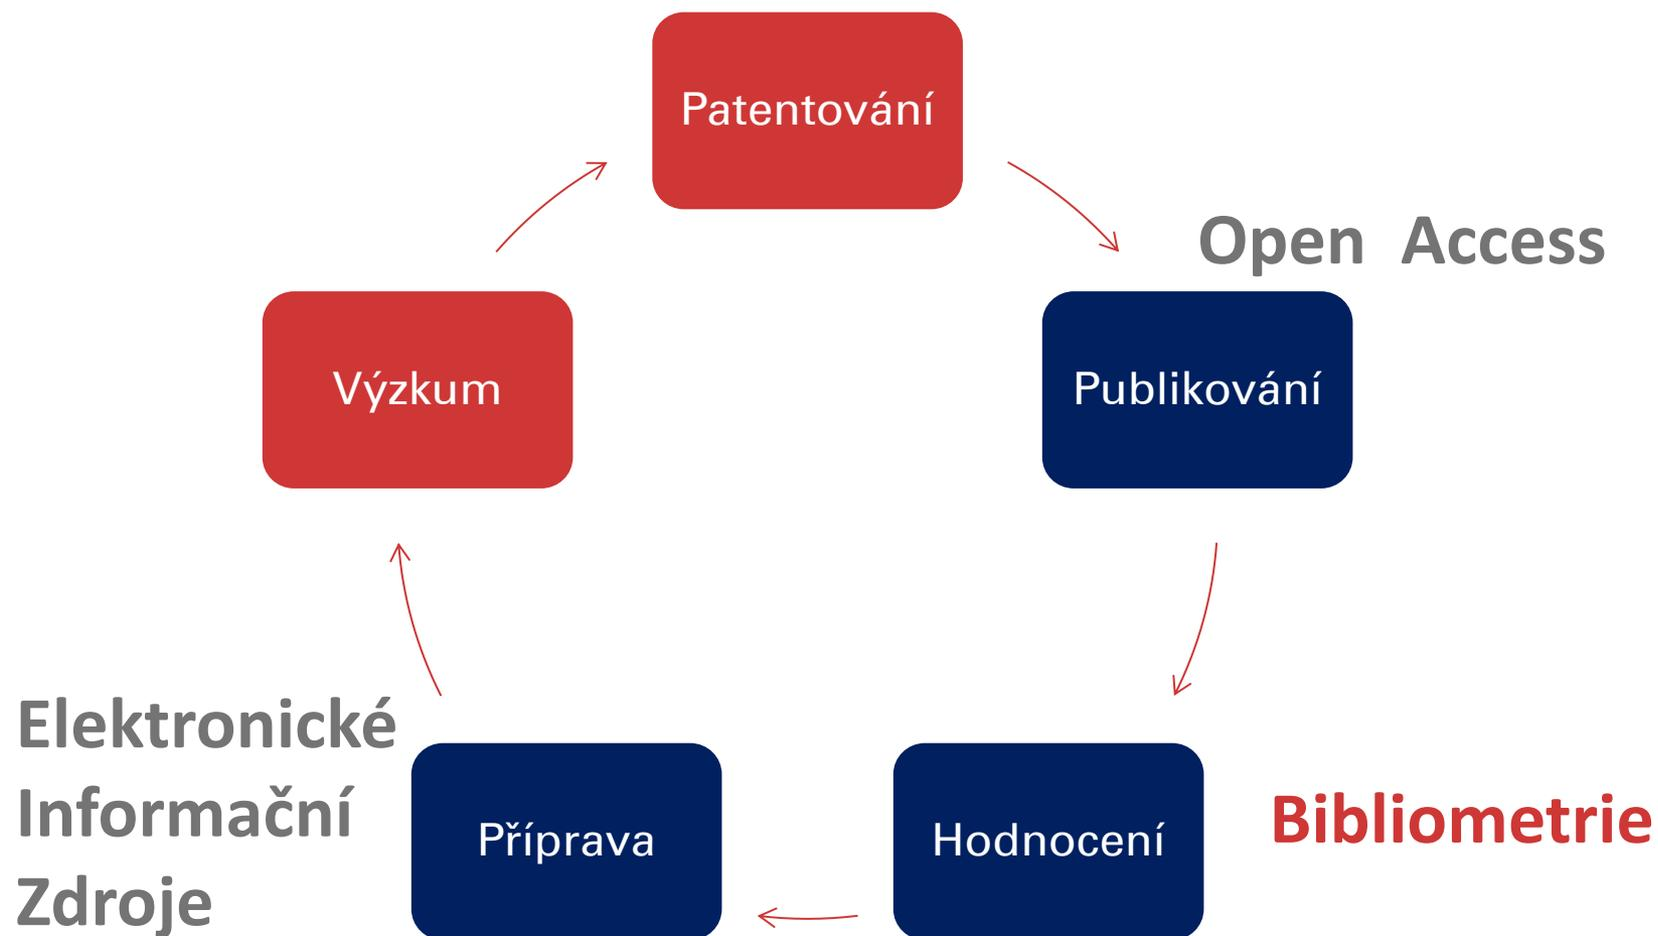 Patentování
Open Access
Výzkum
Publikování
Elektronické
Informační
Zdroje
Příprava
Hodnocení
Bibliometrie